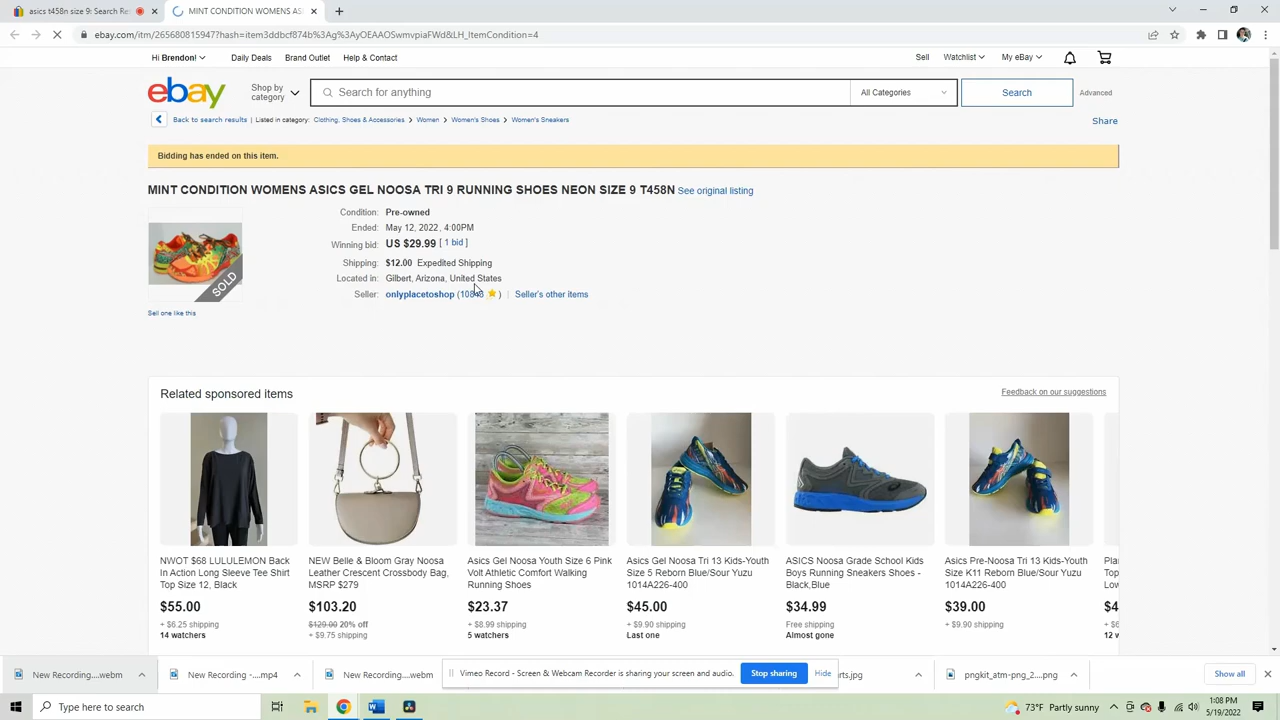 asics t458n size 9: Search Re
MINT CONDITION WOMENS ASICS
ebay.com/itm/265680815947?hash=item3ddbcf874b%3Ag%3AyOEAAOSwmvpiaFWd&LH_ItemCondition=4
Hi Brendon!
Daily Deals
Brand Outlet
Help & Contact
Sell
Watchlist
My eBay
ebay
Shop by
category
Search for anything
All Categories
Search
Advanced
Back to search results | Listed in category: Clothing, Shoes & Accessories > Women > Women's Shoes > Women's Sneakers
Share
Bidding has ended on this item.
MINT CONDITION WOMENS ASICS GEL NOOSA TRI 9 RUNNING SHOES NEON SIZE 9 T458N See original listing
SOLD
Sell one like this
Condition: Pre-owned
Ended: May 12, 2022 , 4:00PM
Winning bid: US $29.99 [ 1 bid ]
Shipping: $12.00 Expedited Shipping
Located in: Gilbert, Arizona, United States
Seller: onlyplacetoshop | Seller's other items
Related sponsored items
Feedback on our suggestions
NWOT $68 LULULEMON Back
In Action Long Sleeve Tee Shirt
Top Size 12, Black
$55.00
+ $6.25 shipping
14 watchers
NEW Belle & Bloom Gray Noosa
Leather Crescent Crossbody Bag,
MSRP $279
$103.20
$129.00 20% off
+ $9.75 shipping
Asics Gel Noosa Youth Size 6 Pink
Volt Athletic Comfort Walking
Running Shoes
$23.37
+ $8.99 shipping
5 watchers
Asics Gel Noosa Tri 13 Kids-Youth
Size 5 Reborn Blue/Sour Yuzu
1014A226-400
$45.00
+ $9.90 shipping
Last one
ASICS Noosa Grade School Kids
Boys Running Sneakers Shoes -
Black,Blue
$34.99
Free shipping
Almost gone
Asics Pre-Noosa Tri 13 Kids-Youth
Size K11 Reborn Blue/Sour Yuzu
1014A226-400
$39.00
+ $9.90 shipping
Plai
Top
Low
$4
+ $6
12 w
New Recording....webm
New Recording -....mp4
New Recording....webm
Vimeo Record - Screen & Webcam Recorder is sharing your screen and audio.
Stop sharing
Hide
rts.jpg
pngkit_atm-png_2....png
Show all
Type here to search
73°F Partly sunny
1:08 PM
5/19/2022